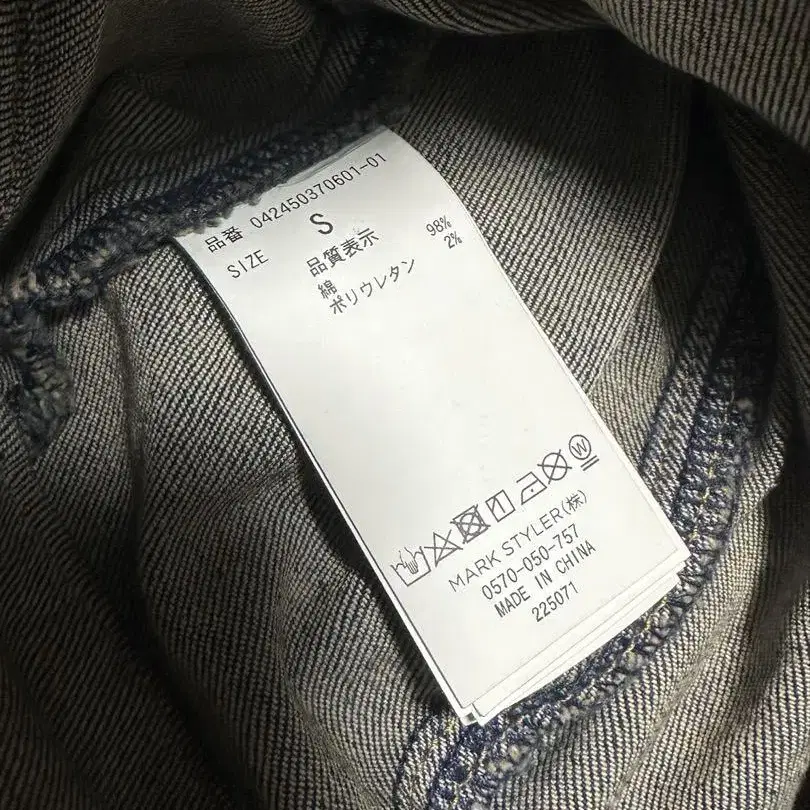 品番 042450370601-01
SIZE S
品質表示
綿 98%
ポリウレタン 2%
W
MARK STYLER(株)
0570-050-757
MADE IN CHINA
225071